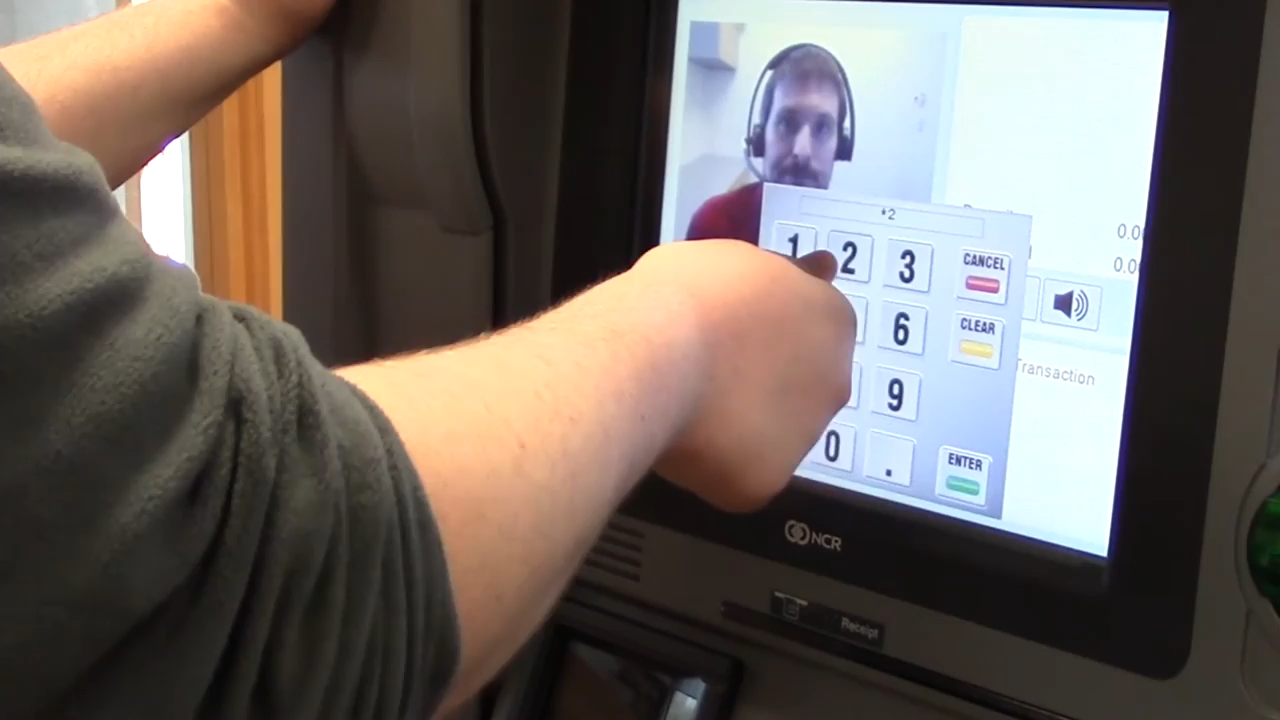 *2
1 2 3 CANCEL
0.0
0.0
6 CLEAR
Transaction
9
0 . ENTER
NCR
Receipt